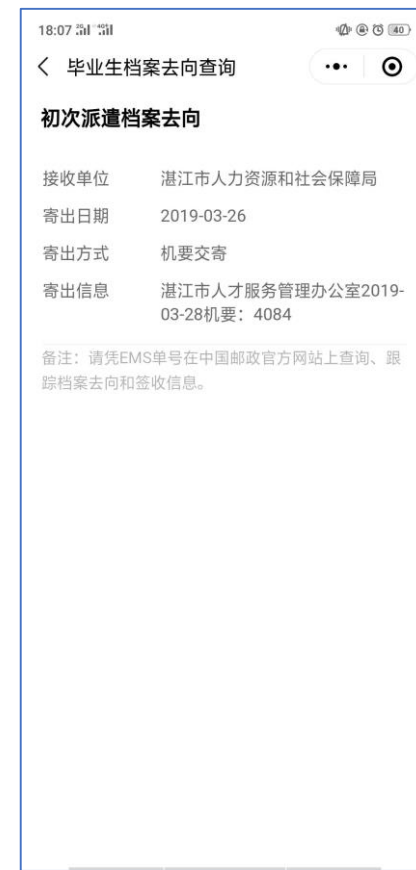 18:07
40
毕业生档案去向查询
初次派遣档案去向
接收单位 湛江市人力资源和社会保障局
寄出日期 2019-03-26
寄出方式 机要交寄
寄出信息 湛江市人才服务管理办公室2019-
03-28机要：4084
备注：请凭EMS单号在中国邮政官方网站上查询、跟
踪档案去向和签收信息。